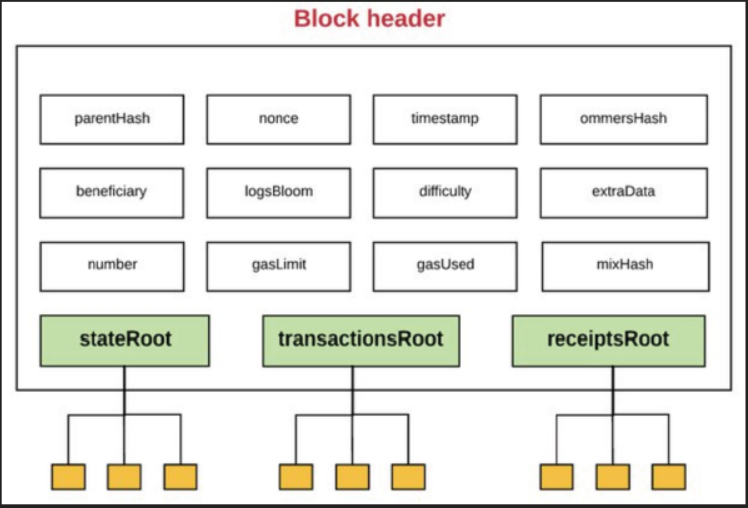 Block header
parentHash
nonce
timestamp
ommersHash
beneficiary
logsBloom
difficulty
extraData
number
gasLimit
gasUsed
mixHash
stateRoot
transactionsRoot
receiptsRoot